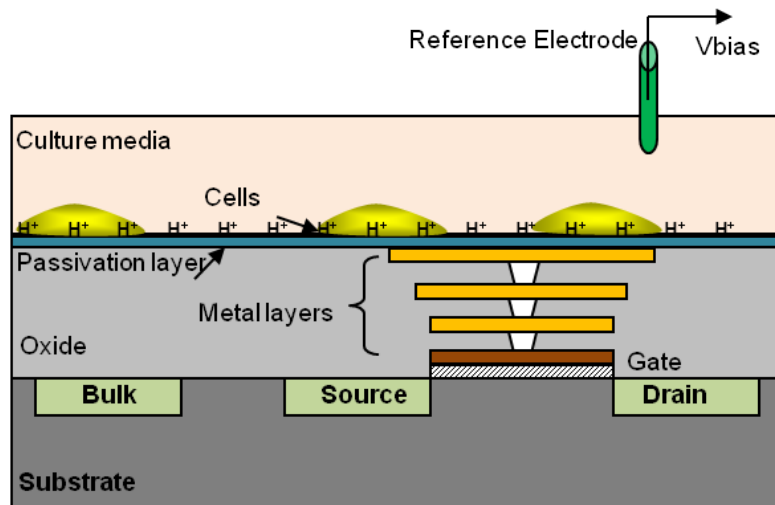 Reference Electrode
Vbias
Culture media
Cells
H+ H+ H+ H+ H+ H+ H+ H+ H+ H+ H+ H+ H+ H+ H+
Passivation layer
Metal layers
Oxide
Gate
Bulk Source Drain
Substrate